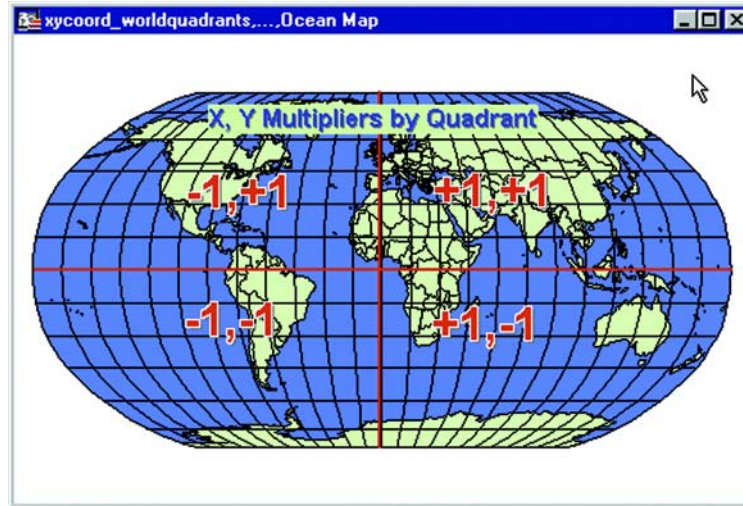 xycoord_worldquadrants,...,Ocean Map
X, Y Multipliers by Quadrant
-1,+1
+1,+1
-1,-1
+1,-1